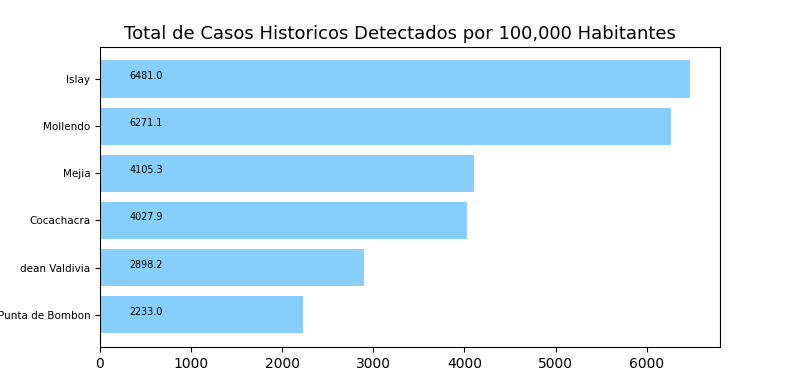 Total de Casos Historicos Detectados por 100,000 Habitantes
Islay 6481.0
Mollendo 6271.1
Mejia 4105.3
Cocachacra 4027.9
dean Valdivia 2898.2
Punta de Bombon 2233.0
0 1000 2000 3000 4000 5000 6000